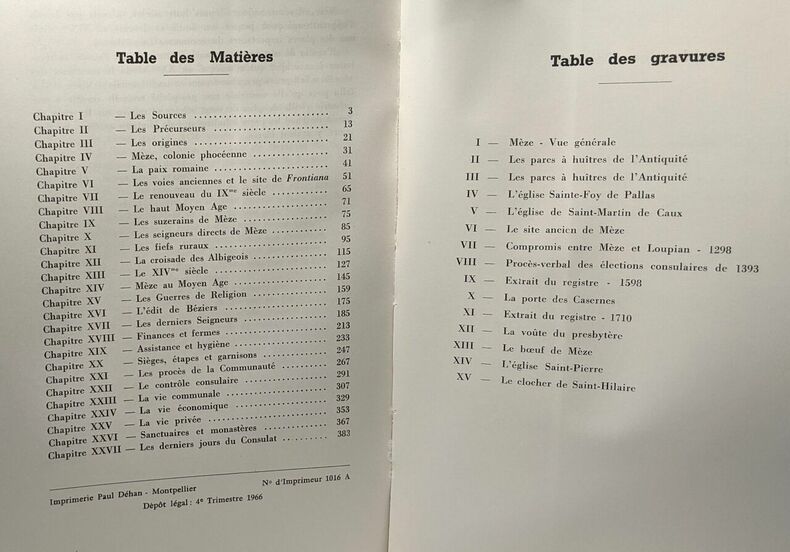 Table des Matières
Chapitre I — Les Sources 3
Chapitre II — Les Précurseurs 13
Chapitre III — Les origines 21
Chapitre IV — Mèze, colonie phocéenne 31
Chapitre V — La paix romaine 41
Chapitre VI — Les voies anciennes et le site de Frontiana 51
Chapitre VII — Le renouveau du IXme siècle 65
Chapitre VIII — Le haut Moyen Age 71
Chapitre IX — Les suzerains de Mèze 75
Chapitre X — Les seigneurs directs de Mèze 85
Chapitre XI — Les fiefs ruraux 95
Chapitre XII — La croisade des Albigeois 115
Chapitre XIII — Le XIVme siècle 127
Chapitre XIV — Mèze au Moyen Age 145
Chapitre XV — Les Guerres de Religion 159
Chapitre XVI — L'édit de Béziers 175
Chapitre XVII — Les derniers Seigneurs 185
Chapitre XVIII — Finances et fermes 213
Chapitre XIX — Assistance et hygiène 233
Chapitre XX — Sièges, étapes et garnisons 247
Chapitre XXI — Les procès de la Communauté 267
Chapitre XXII — Le contrôle consulaire 291
Chapitre XXIII — La vie communale 307
Chapitre XXIV — La vie économique 329
Chapitre XXV — La vie privée 353
Chapitre XXVI — Sanctuaires et monastères 367
Chapitre XXVII — Les derniers jours du Consulat 383
Imprimerie Paul Déhan - Montpellier N° d'Imprimeur 1016 A
Dépôt légal : 4e Trimestre 1966
Table des gravures
I — Mèze - Vue générale
II — Les parcs à huîtres de l'Antiquité
III — Les parcs à huîtres de l'Antiquité
IV — L'église Sainte-Foy de Pallas
V — L'église de Saint-Martin de Caux
VI — Le site ancien de Mèze
VII — Compromis entre Mèze et Loupian - 1298
VIII — Procès-verbal des élections consulaires de 1393
IX — Extrait du registre - 1598
X — La porte des Casernes
XI — Extrait du registre - 1710
XII — La voûte du presbytère
XIII — Le bœuf de Mèze
XIV — L'église Saint-Pierre
XV — Le clocher de Saint-Hilaire